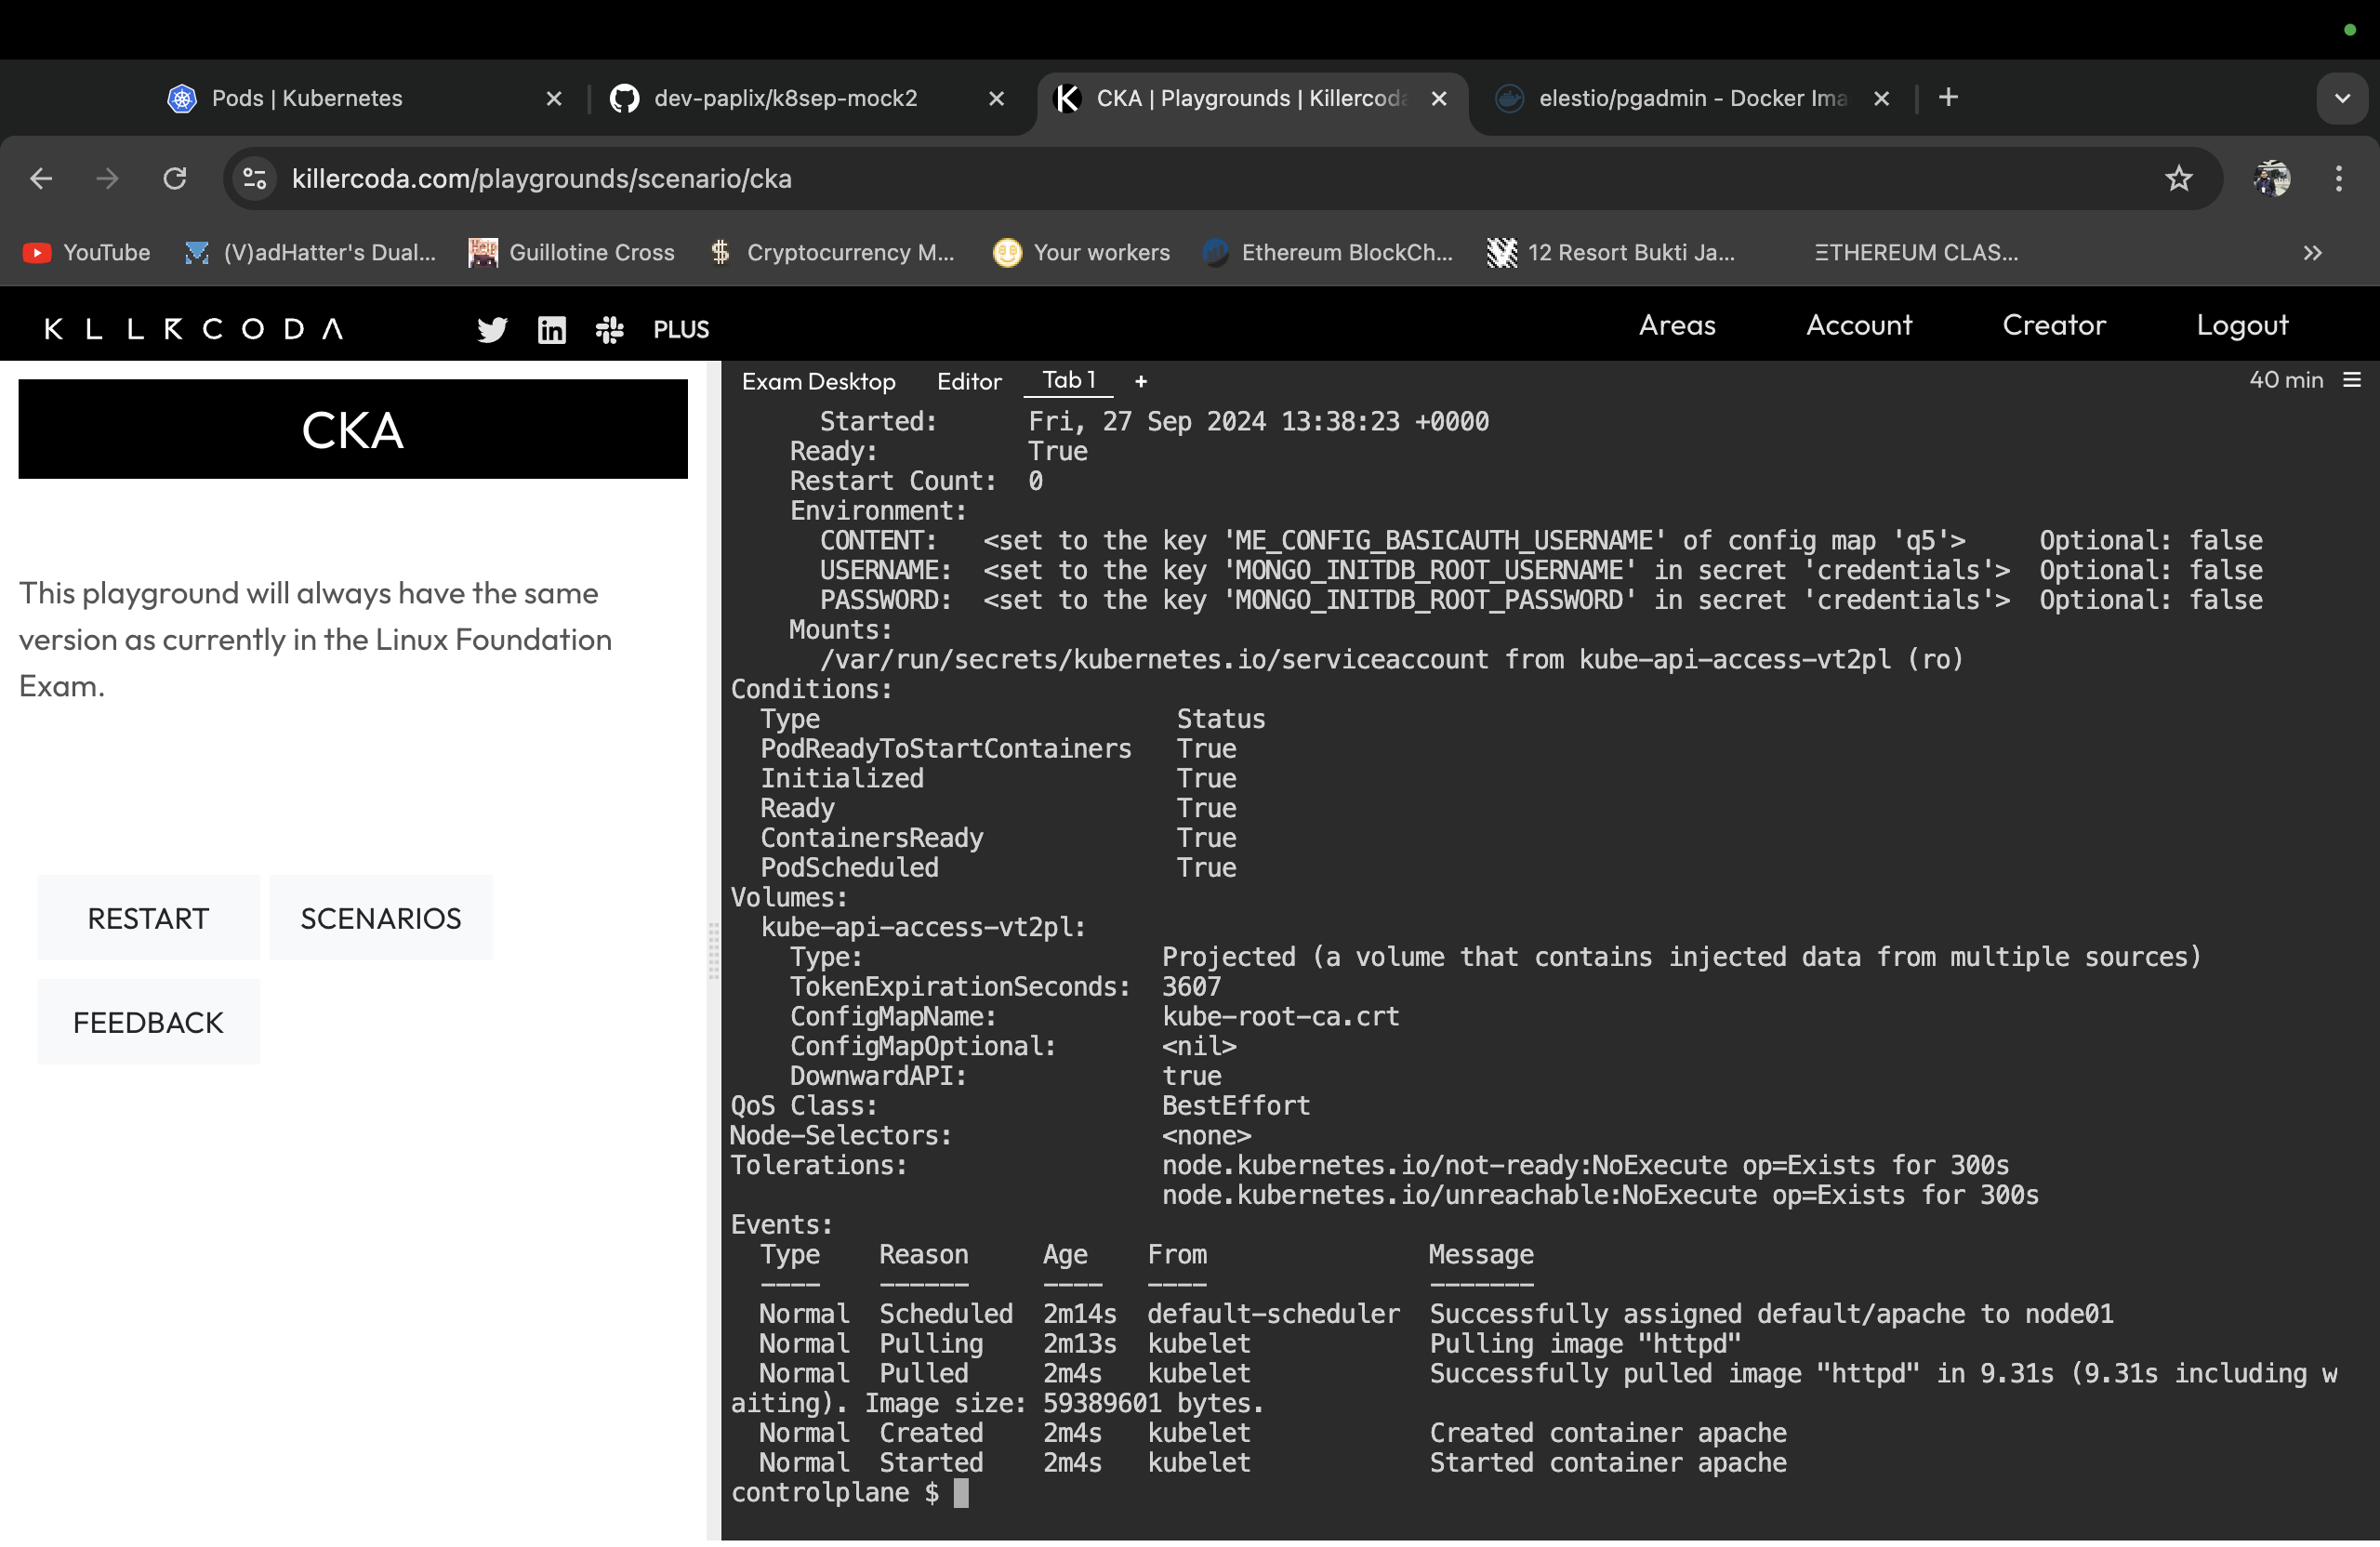 Pods | Kubernetes
dev-paplix/k8sep-mock2
CKA | Playgrounds | Killercoda
elestio/pgadmin - Docker Ima
killercoda.com/playgrounds/scenario/cka
YouTube
(V)adHatter's Dual...
Guillotine Cross
Cryptocurrency M...
Your workers
Ethereum BlockCh...
12 Resort Bukti Ja...
ΞTHEREUM CLAS...
KLLRCODA
PLUS
Areas
Account
Creator
Logout
CKA
This playground will always have the same
version as currently in the Linux Foundation
Exam.
RESTART
SCENARIOS
FEEDBACK
Exam Desktop Editor Tab 1 +
40 min
Started: Fri, 27 Sep 2024 13:38:23 +0000
Ready: True
Restart Count: 0
Environment:
CONTENT: <set to the key 'ME_CONFIG_BASICAUTH_USERNAME' of config map 'q5'> Optional: false
USERNAME: <set to the key 'MONGO_INITDB_ROOT_USERNAME' in secret 'credentials'> Optional: false
PASSWORD: <set to the key 'MONGO_INITDB_ROOT_PASSWORD' in secret 'credentials'> Optional: false
Mounts:
/var/run/secrets/kubernetes.io/serviceaccount from kube-api-access-vt2pl (ro)
Conditions:
Type Status
PodReadyToStartContainers True
Initialized True
Ready True
ContainersReady True
PodScheduled True
Volumes:
kube-api-access-vt2pl:
Type: Projected (a volume that contains injected data from multiple sources)
TokenExpirationSeconds: 3607
ConfigMapName: kube-root-ca.crt
ConfigMapOptional: <nil>
DownwardAPI: true
QoS Class: BestEffort
Node-Selectors: <none>
Tolerations: node.kubernetes.io/not-ready:NoExecute op=Exists for 300s
node.kubernetes.io/unreachable:NoExecute op=Exists for 300s
Events:
Type Reason Age From Message
---- ------ ---- ---- -------
Normal Scheduled 2m14s default-scheduler Successfully assigned default/apache to node01
Normal Pulling 2m13s kubelet Pulling image "httpd"
Normal Pulled 2m4s kubelet Successfully pulled image "httpd" in 9.31s (9.31s including w
aiting). Image size: 59389601 bytes.
Normal Created 2m4s kubelet Created container apache
Normal Started 2m4s kubelet Started container apache
controlplane $